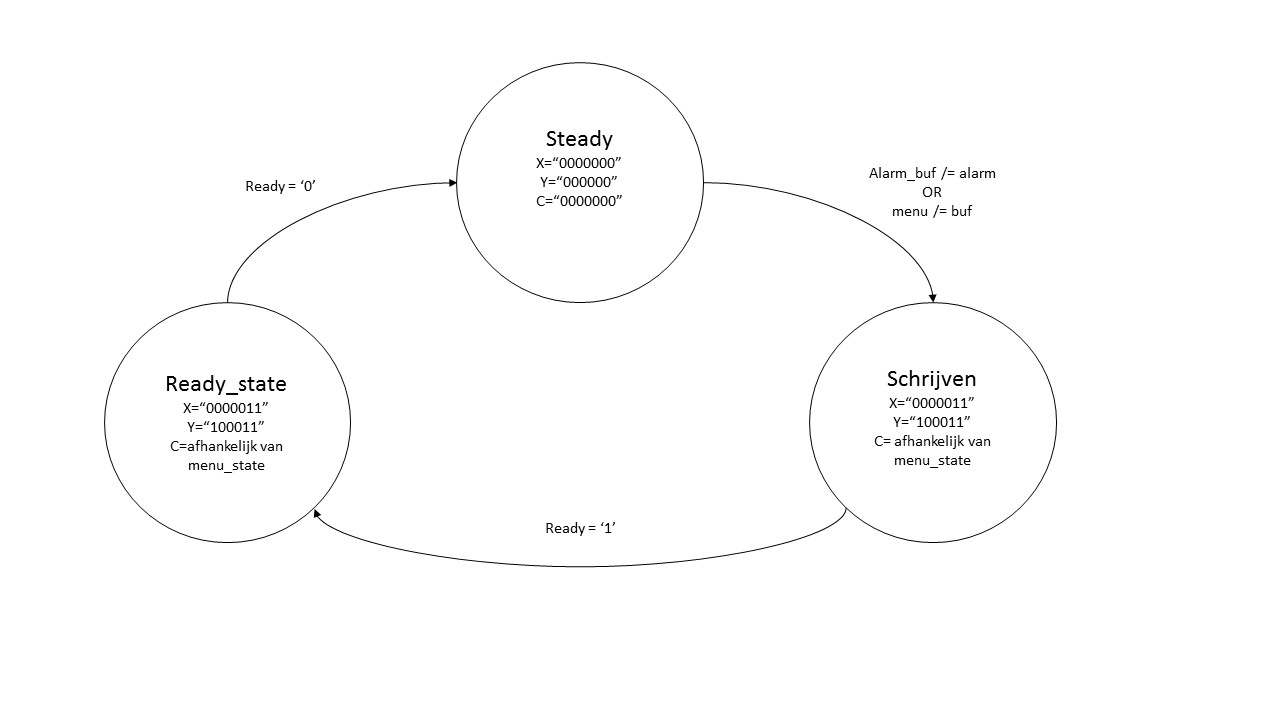 Steady
X=“0000000”
Y=“000000”
C=“0000000”
Ready = ‘0’
Alarm_buf /= alarm
OR
menu /= buf
Ready_state
X=“0000011”
Y=“100011”
C=afhankelijk van
menu_state
Schrijven
X=“0000011”
Y=“100011”
C= afhankelijk van
menu_state
Ready = ‘1’